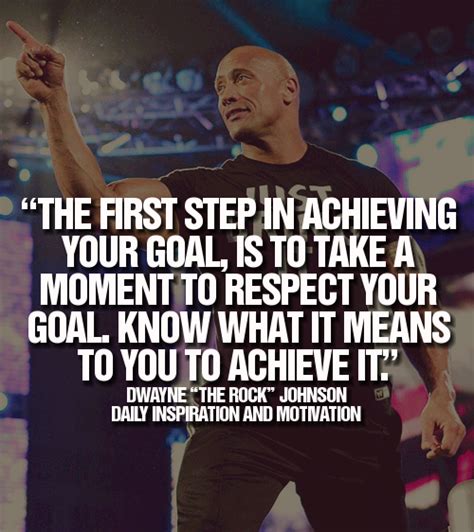 JUST
“THE FIRST STEP IN ACHIEVING
YOUR GOAL, IS TO TAKE A
MOMENT TO RESPECT YOUR
GOAL. KNOW WHAT IT MEANS
TO YOU TO ACHIEVE IT.”
DWAYNE “THE ROCK” JOHNSON
DAILY INSPIRATION AND MOTIVATION